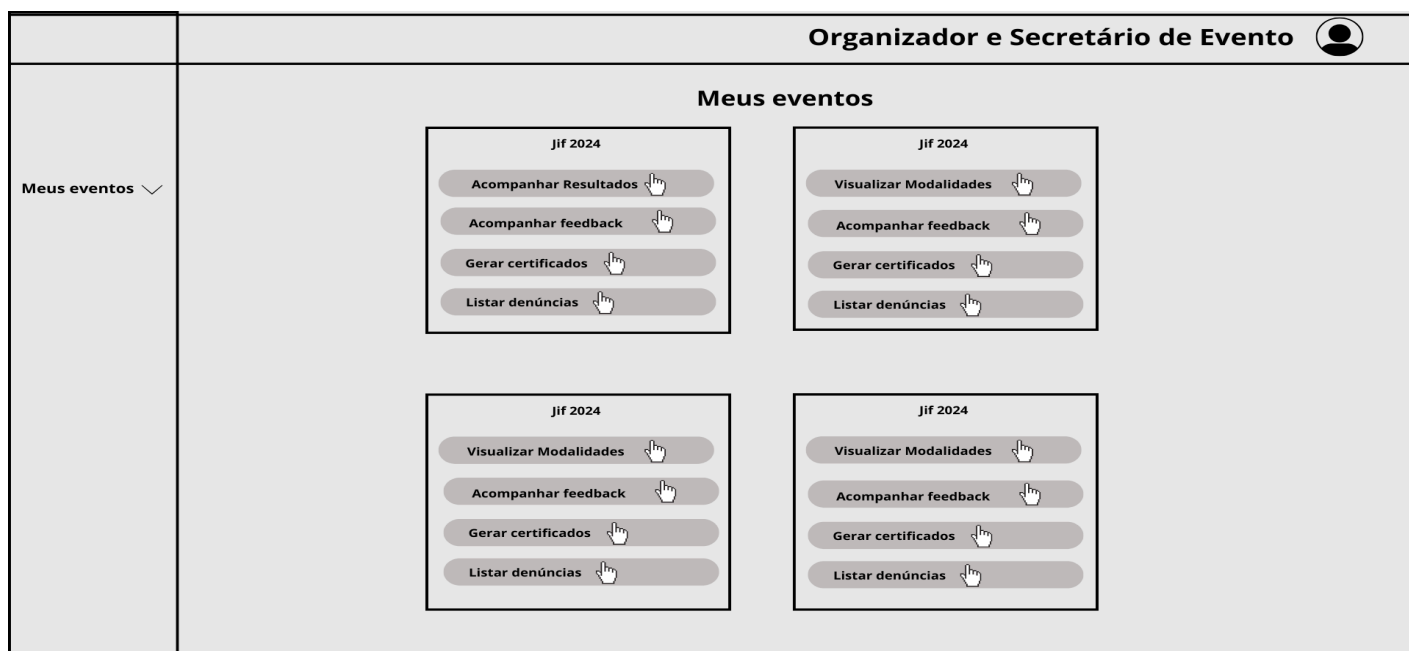 Organizador e Secretário de Evento
Meus eventos
Meus eventos
Jif 2024
Acompanhar Resultados
Acompanhar feedback
Gerar certificados
Listar denúncias
Jif 2024
Visualizar Modalidades
Acompanhar feedback
Gerar certificados
Listar denúncias
Jif 2024
Visualizar Modalidades
Acompanhar feedback
Gerar certificados
Listar denúncias
Jif 2024
Visualizar Modalidades
Acompanhar feedback
Gerar certificados
Listar denúncias